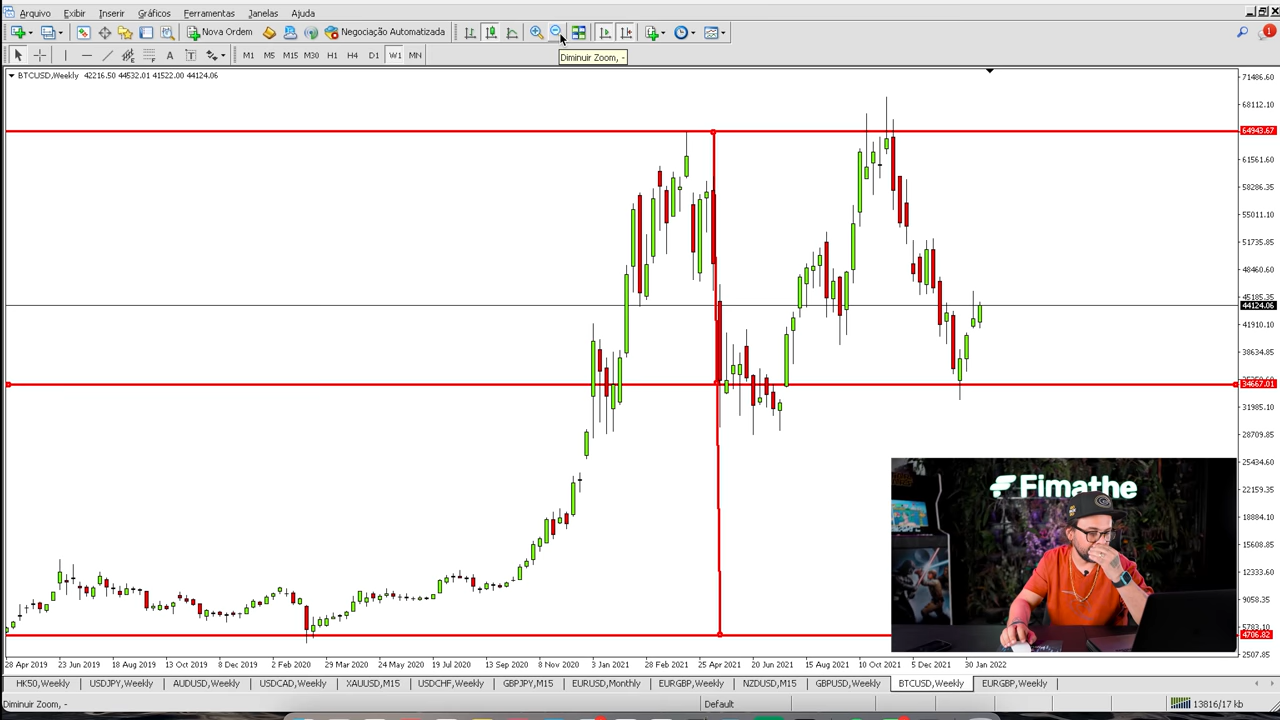 Arquivo Exibir Inserir Gráficos Ferramentas Janelas Ajuda
Nova Ordem Negociação Automatizada 1
A T M1 M5 M15 M30 H1 H4 D1 W1 MN
Diminuir Zoom, -
BTCUSD,Weekly 42216.50 44532.01 41522.00 44124.06
71486.60
68112.10
64943.67
61561.60
58286.35
55011.10
51735.85
48460.60
45185.35
44124.06
41910.10
38634.85
34667.01
31985.10
28709.85
25434.60
22159.35
18884.10
15608.85
12333.60
9058.35
5783.10
4706.82
2507.85
Fimathe
28 Apr 2019 23 Jun 2019 18 Aug 2019 13 Oct 2019 8 Dec 2019 2 Feb 2020 29 Mar 2020 24 May 2020 19 Jul 2020 13 Sep 2020 8 Nov 2020 3 Jan 2021 28 Feb 2021 25 Apr 2021 20 Jun 2021 15 Aug 2021 10 Oct 2021 5 Dec 2021 30 Jan 2022
HK50,Weekly USDJPY,Weekly AUDUSD,Weekly USDCAD,Weekly XAUUSD,M15 USDCHF,Weekly GBPJPY,M15 EURUSD,Monthly EURGBP,Weekly NZDUSD,M15 GBPUSD,Weekly BTCUSD,Weekly EURGBP,Weekly
Diminuir Zoom, - Default 13816/17 kb